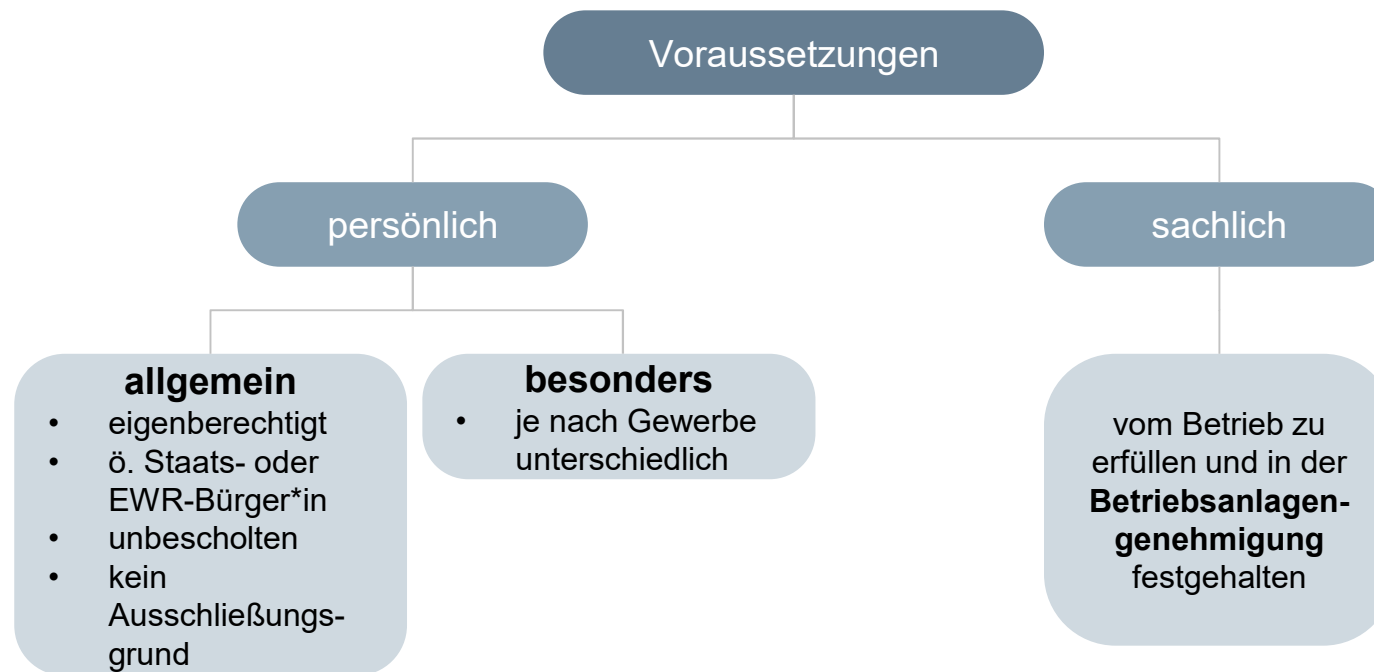 Voraussetzungen
persönlich
sachlich
allgemein
• eigenberechtigt
• ö. Staats- oder
EWR-Bürger*in
• unbescholten
• kein
Ausschließungs-
grund
besonders
• je nach Gewerbe
unterschiedlich
vom Betrieb zu
erfüllen und in der
Betriebsanlagen-
genehmigung
festgehalten